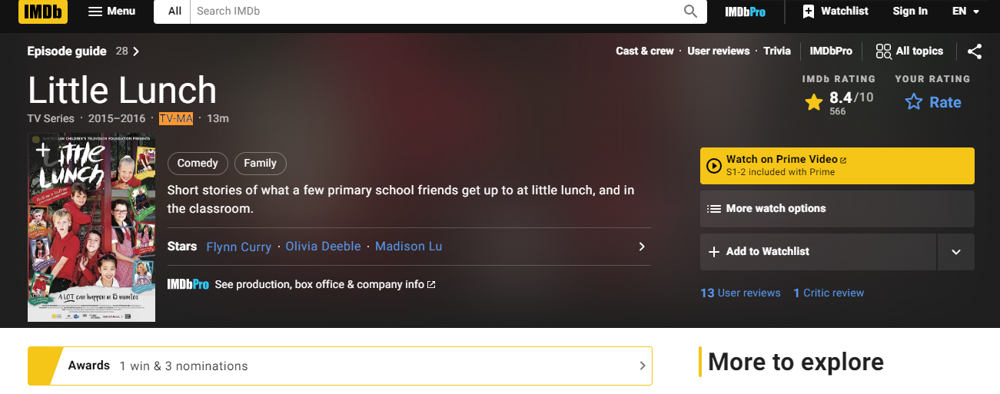 IMDb Menu All Search IMDb IMDbPro Watchlist Sign In EN
Episode guide 28 Cast & crew · User reviews · Trivia IMDbPro All topics
Little Lunch
IMDb RATING YOUR RATING
8.4/10 Rate
566
TV Series · 2015–2016 · TV-MA · 13m
AUSTRALIAN CHILDREN'S TELEVISION FOUNDATION PRESENTS
Little
Lunch
A LOT can happen in 15 minutes
Comedy Family
Short stories of what a few primary school friends get up to at little lunch, and in
the classroom.
Stars Flynn Curry · Olivia Deeble · Madison Lu
IMDbPro See production, box office & company info
Watch on Prime Video
S1-2 included with Prime
More watch options
Add to Watchlist
13 User reviews 1 Critic review
Awards 1 win & 3 nominations
More to explore